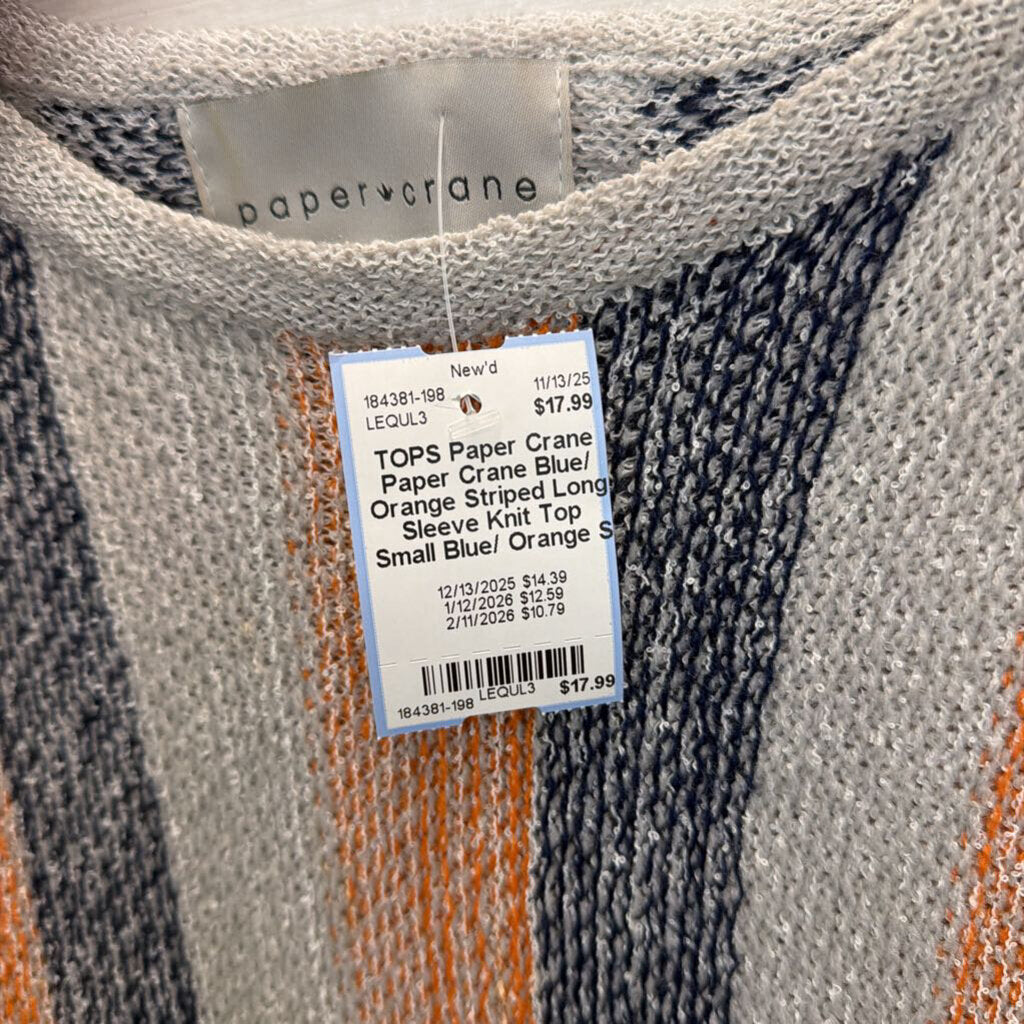 paper crane
New'd
184381-198 11/13/25
LEQUL3 $17.99
TOPS Paper Crane
Paper Crane Blue/
Orange Striped Long
Sleeve Knit Top
Small Blue/ Orange S
12/13/2025 $14.39
1/12/2026 $12.59
2/11/2026 $10.79
184381-198 LEQUL3 $17.99